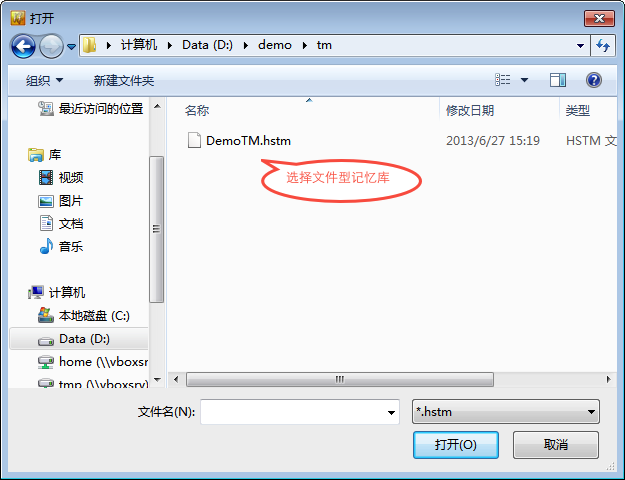 打开
计算机 Data (D:) demo tm
组织 新建文件夹
最近访问的位置
库
视频
图片
文档
音乐
计算机
本地磁盘 (C:)
Data (D:)
home (\\vboxsr
tmp (\\vboxsrv)
名称 修改日期 类型
DemoTM.hstm 2013/6/27 15:19 HSTM 文
选择文件型记忆库
文件名(N): *.hstm
打开(O) 取消